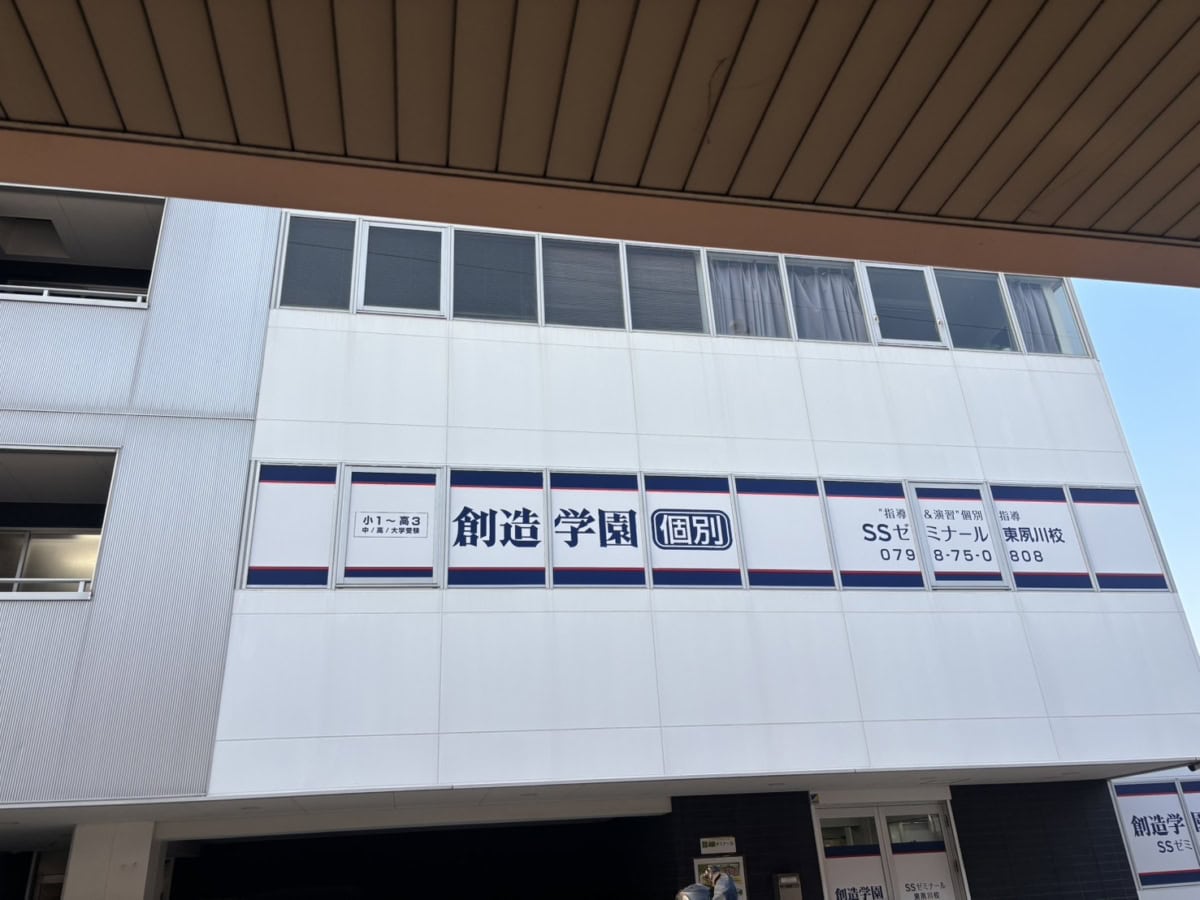 小1～高3
中/高/大学受験
創造学園 個別
"指導&演習"個別指導
SSゼミナール 東夙川校
0798-75-0808
創造学園
SSゼミナール
東夙川校
創造学
SSゼミ